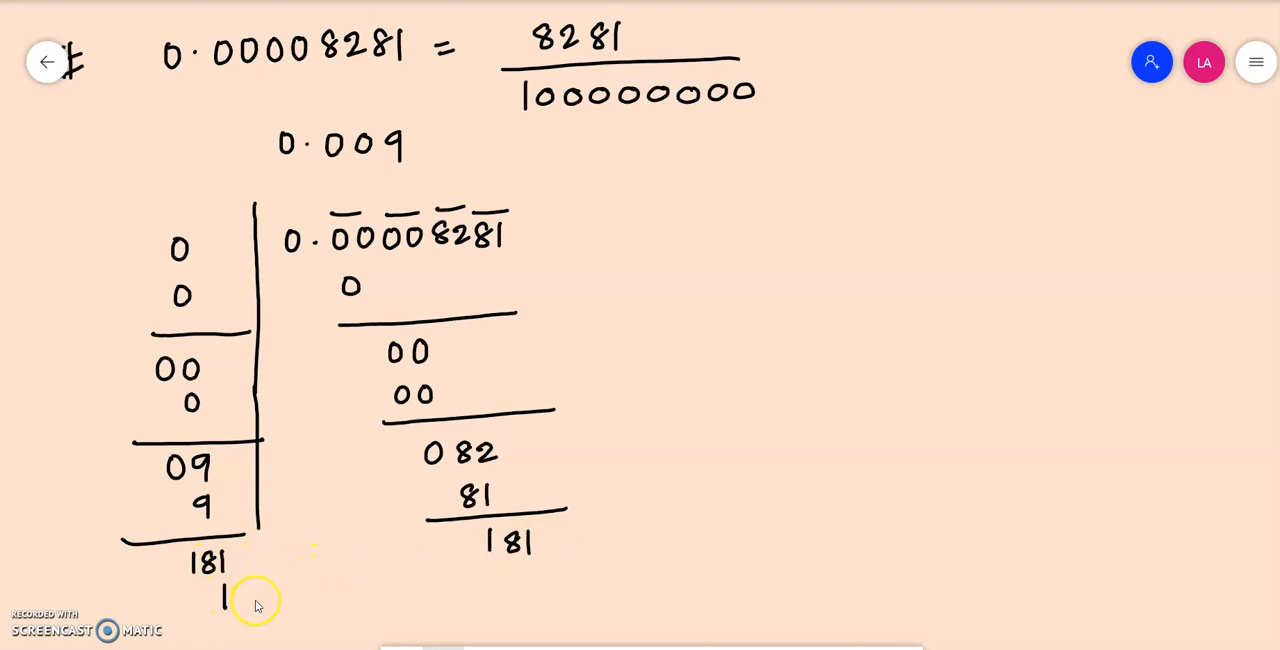 # 0.00008281 = 8281
100000000
0.009
0 0.00008281
0 0
00 00
0 00
09 082
9 81
181 181
1
LA
RECORDED WITH
SCREENCAST MATIC